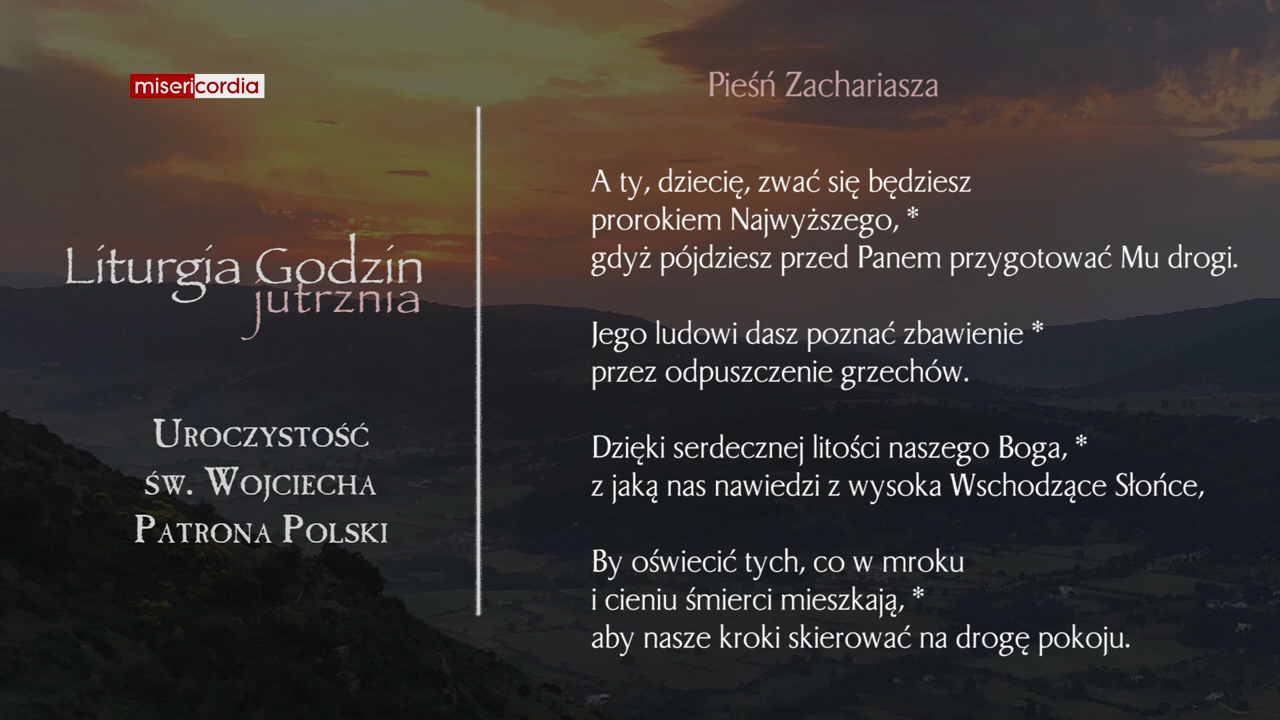 misericordia
Liturgia Godzin
jutrznia
Uroczystość
św. Wojciecha
Patrona Polski
Pieśń Zachariasza
A ty, dziecię, zwać się będziesz
prorokiem Najwyższego, *
gdyż pójdziesz przed Panem przygotować Mu drogi.
Jego ludowi dasz poznać zbawienie *
przez odpuszczenie grzechów.
Dzięki serdecznej litości naszego Boga, *
z jaką nas nawiedzi z wysoka Wschodzące Słońce,
By oświecić tych, co w mroku
i cieniu śmierci mieszkają, *
aby nasze kroki skierować na drogę pokoju.